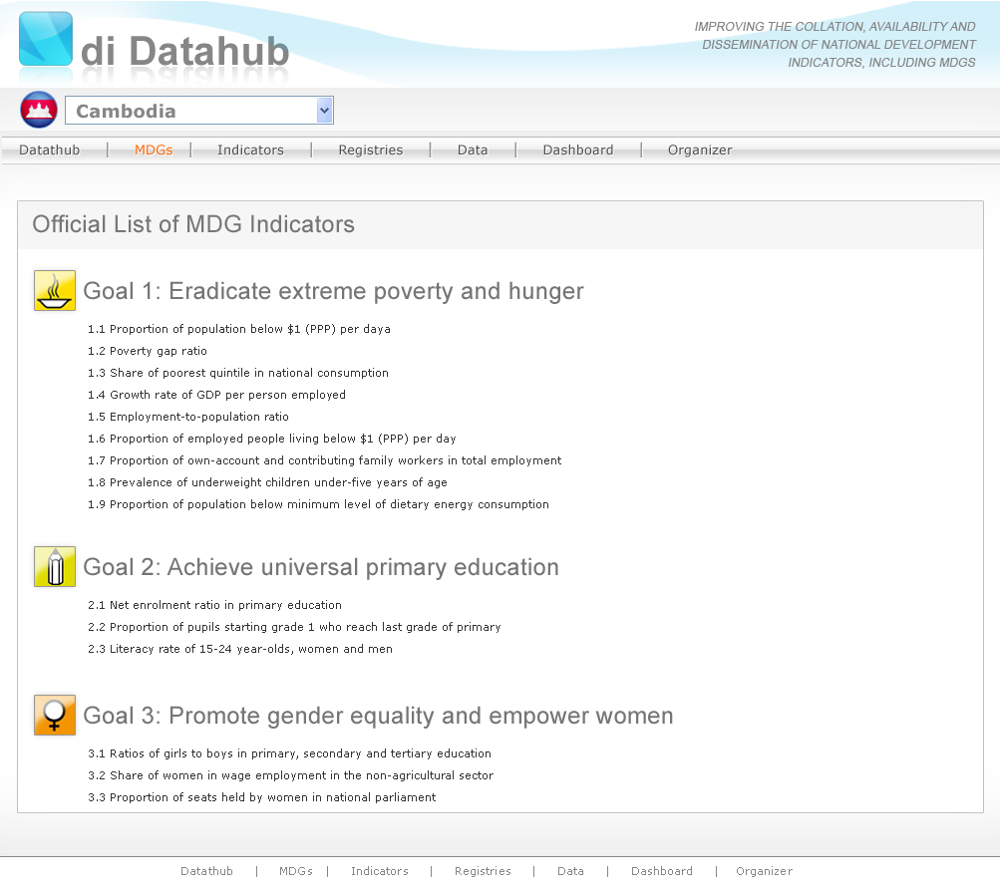 di Datahub
IMPROVING THE COLLATION, AVAILABILITY AND
DISSEMINATION OF NATIONAL DEVELOPMENT
INDICATORS, INCLUDING MDGS
Cambodia
Datathub | MDGs | Indicators | Registries | Data | Dashboard | Organizer
Official List of MDG Indicators
Goal 1: Eradicate extreme poverty and hunger
1.1 Proportion of population below $1 (PPP) per daya
1.2 Poverty gap ratio
1.3 Share of poorest quintile in national consumption
1.4 Growth rate of GDP per person employed
1.5 Employment-to-population ratio
1.6 Proportion of employed people living below $1 (PPP) per day
1.7 Proportion of own-account and contributing family workers in total employment
1.8 Prevalence of underweight children under-five years of age
1.9 Proportion of population below minimum level of dietary energy consumption
Goal 2: Achieve universal primary education
2.1 Net enrolment ratio in primary education
2.2 Proportion of pupils starting grade 1 who reach last grade of primary
2.3 Literacy rate of 15-24 year-olds, women and men
Goal 3: Promote gender equality and empower women
3.1 Ratios of girls to boys in primary, secondary and tertiary education
3.2 Share of women in wage employment in the non-agricultural sector
3.3 Proportion of seats held by women in national parliament
Datathub | MDGs | Indicators | Registries | Data | Dashboard | Organizer